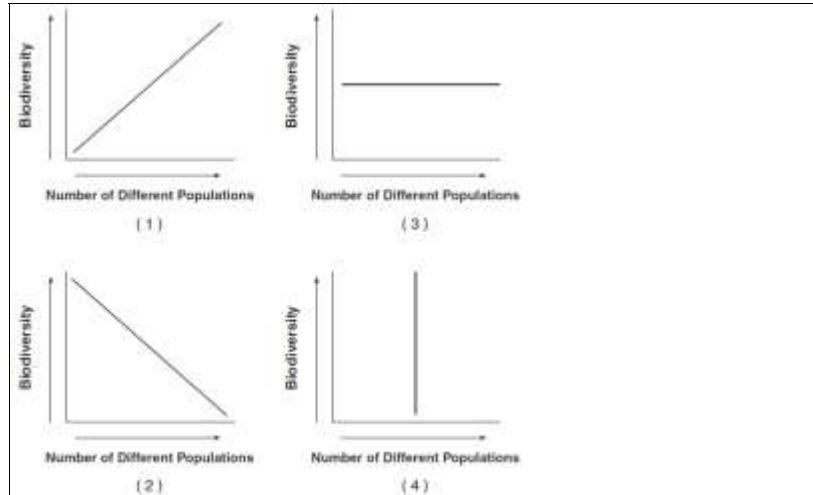 Biodiversity
Number of Different Populations
( 1 )
Biodiversity
Number of Different Populations
( 3 )
Biodiversity
Number of Different Populations
( 2 )
Biodiversity
Number of Different Populations
( 4 )